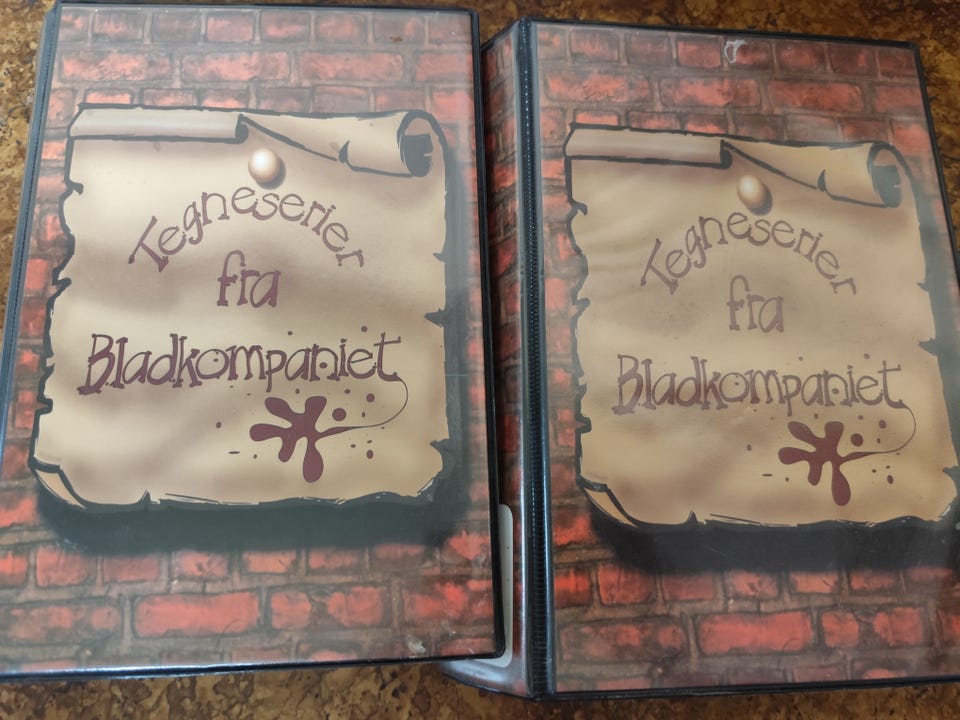 Tegneserier
fra
Bladkompaniet
Tegneserier
fra
Bladkompaniet